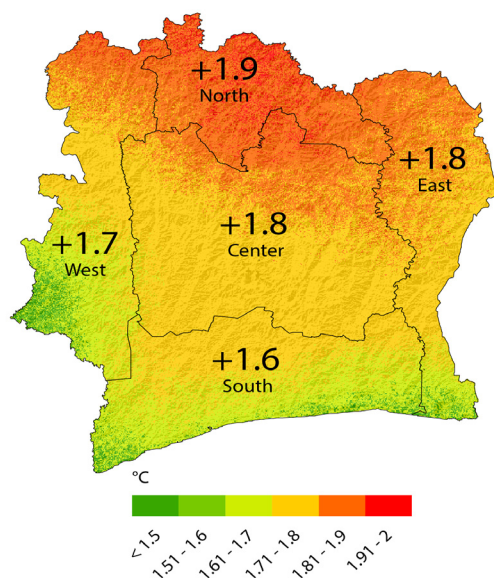 +1.9
North
+1.8
East
+1.8
Center
+1.7
West
+1.6
South
°C
< 1.5
1.51 - 1.6
1.61 - 1.7
1.71 - 1.8
1.81 - 1.9
1.91 - 2